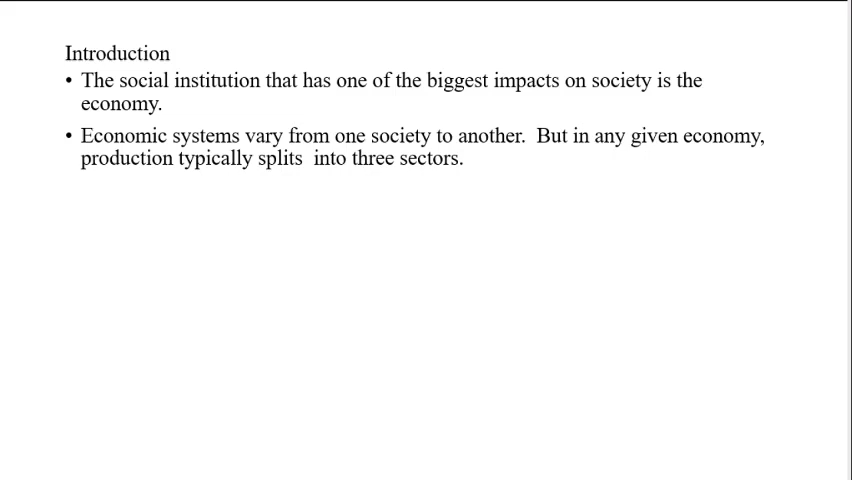 Introduction
• The social institution that has one of the biggest impacts on society is the
economy.
• Economic systems vary from one society to another.  But in any given economy,
production typically splits  into three sectors.